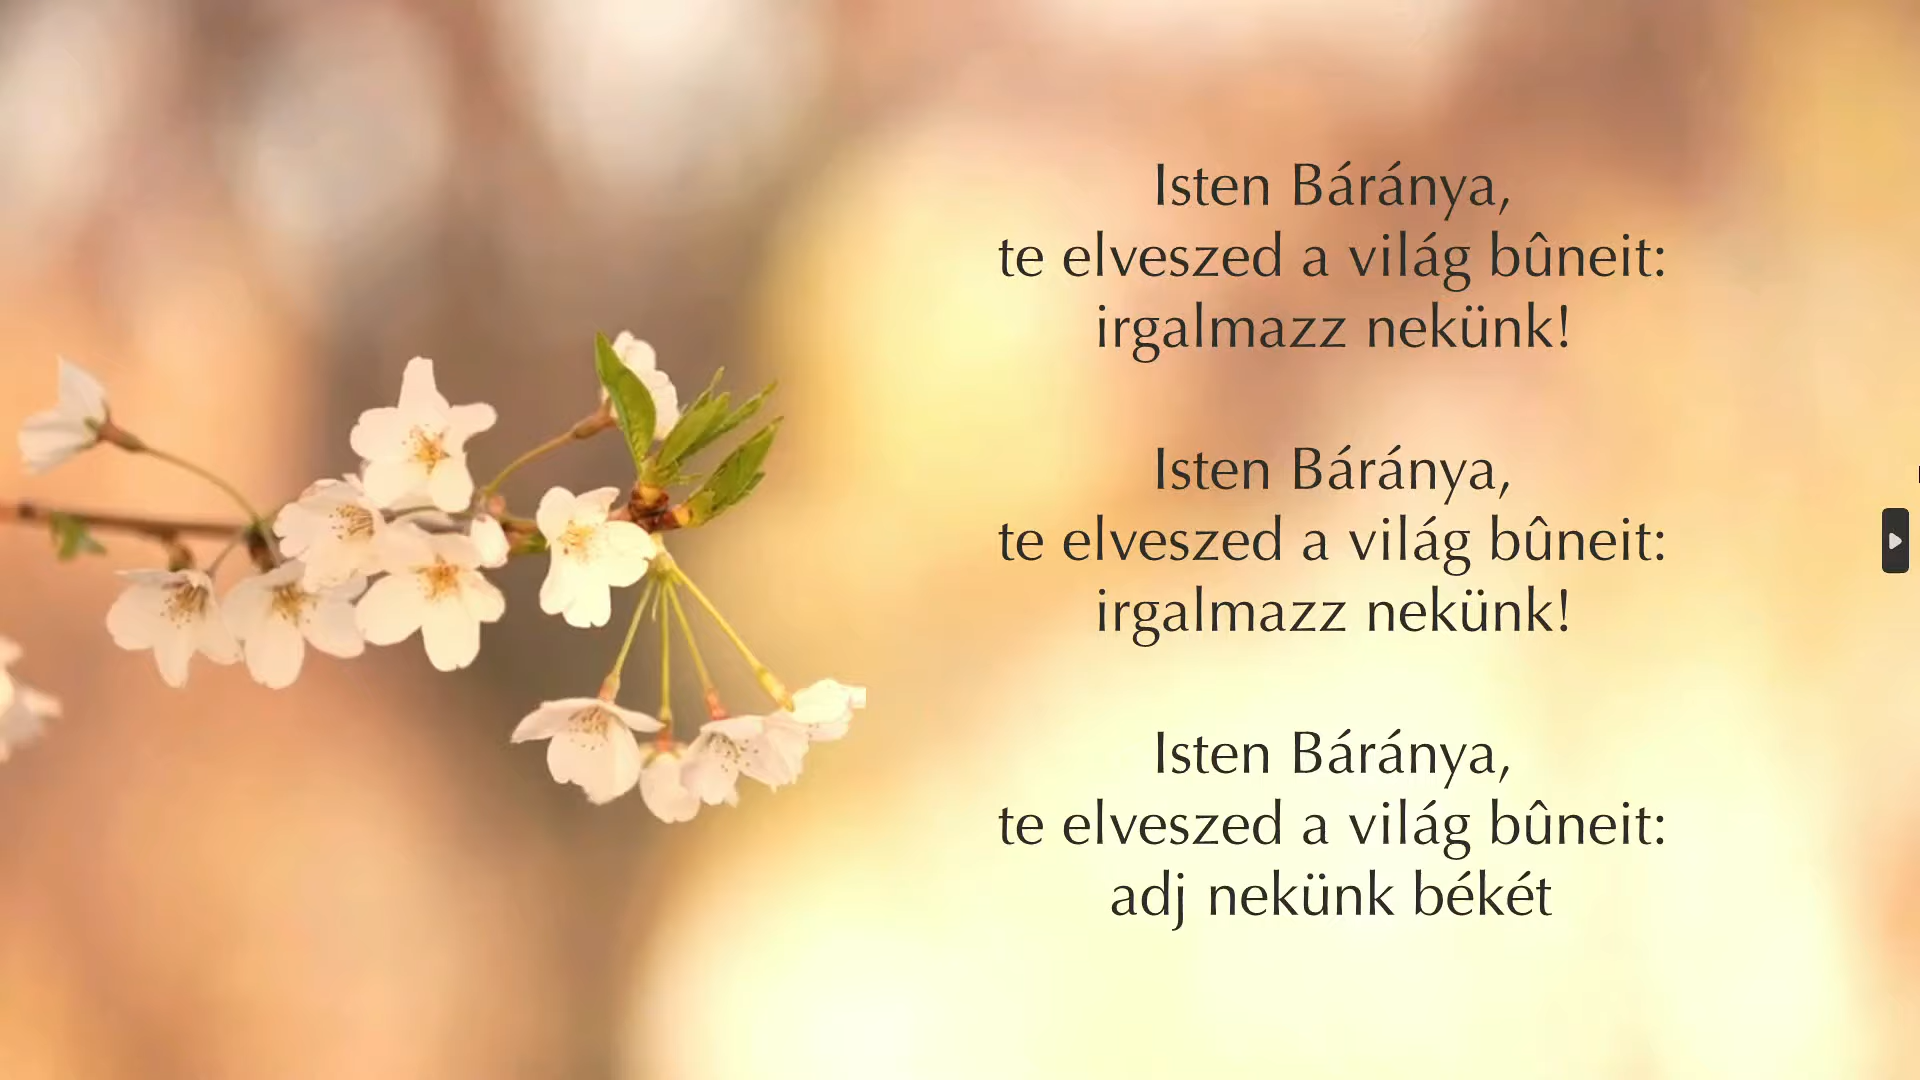 Isten Báránya,
te elveszed a világ bûneit:
irgalmazz nekünk!
Isten Báránya,
te elveszed a világ bûneit:
irgalmazz nekünk!
Isten Báránya,
te elveszed a világ bûneit:
adj nekünk békét